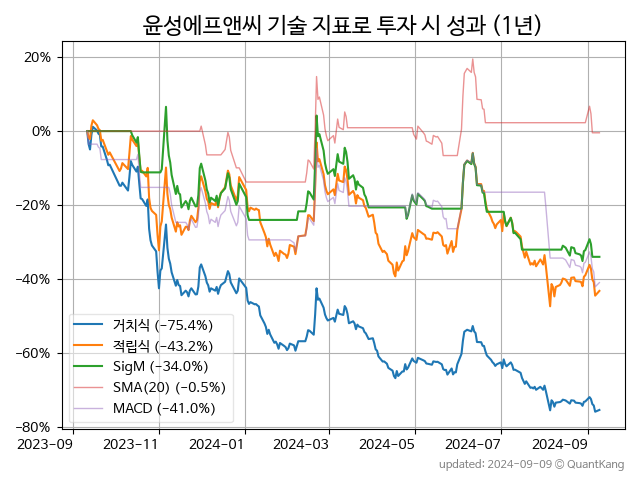 윤성에프앤씨 기술 지표로 투자 시 성과 (1년)
20%
0%
−20%
−40%
−60%
−80%
거치식 (−75.4%)
적립식 (−43.2%)
SigM (−34.0%)
SMA(20) (−0.5%)
MACD (−41.0%)
2023-09 2023-11 2024-01 2024-03 2024-05 2024-07 2024-09
updated: 2024-09-09 © QuantKang